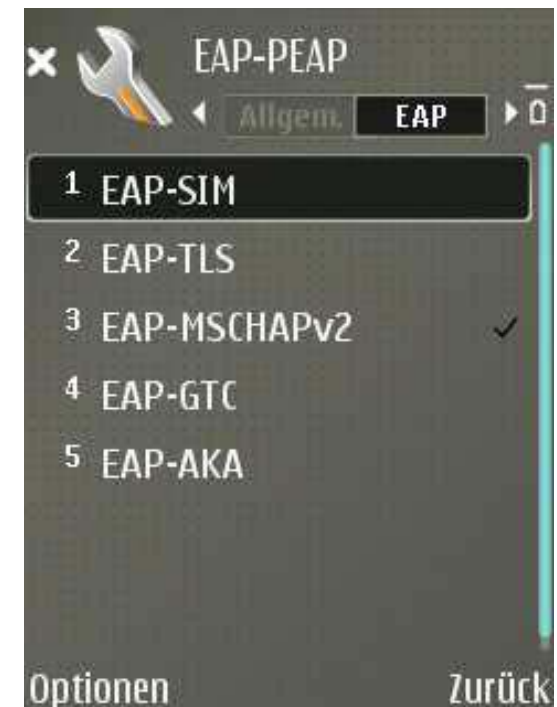 EAP-PEAP
Allgem. EAP
1 EAP-SIM
2 EAP-TLS
3 EAP-MSCHAPv2
4 EAP-GTC
5 EAP-AKA
Optionen Zurück